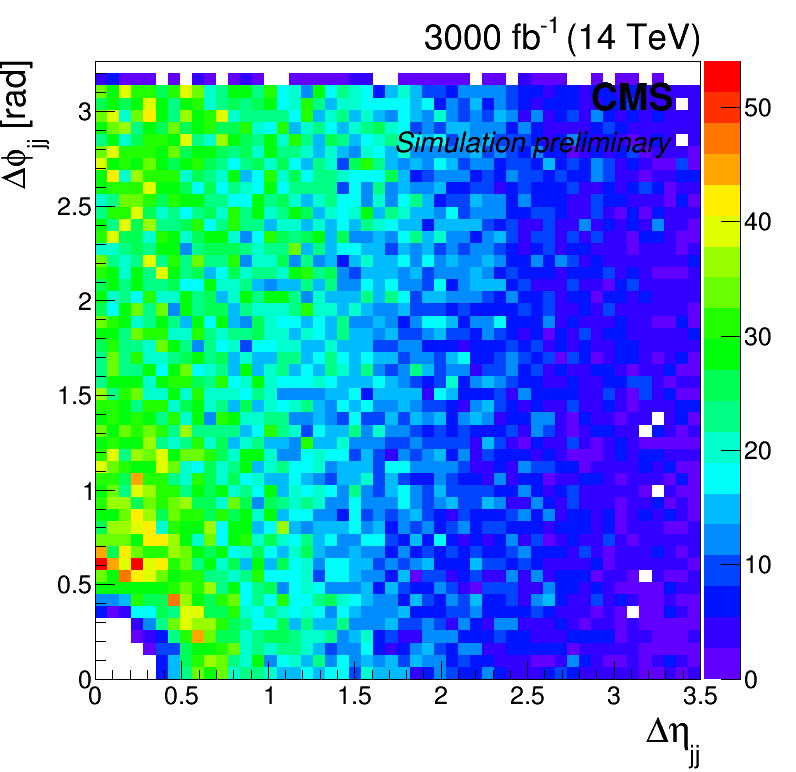 3000 fb-1 (14 TeV)
CMS
Simulation preliminary
Δϕjj [rad]
3
2.5
2
1.5
1
0.5
0
0 0.5 1 1.5 2 2.5 3 3.5
Δηjj
50
40
30
20
10
0